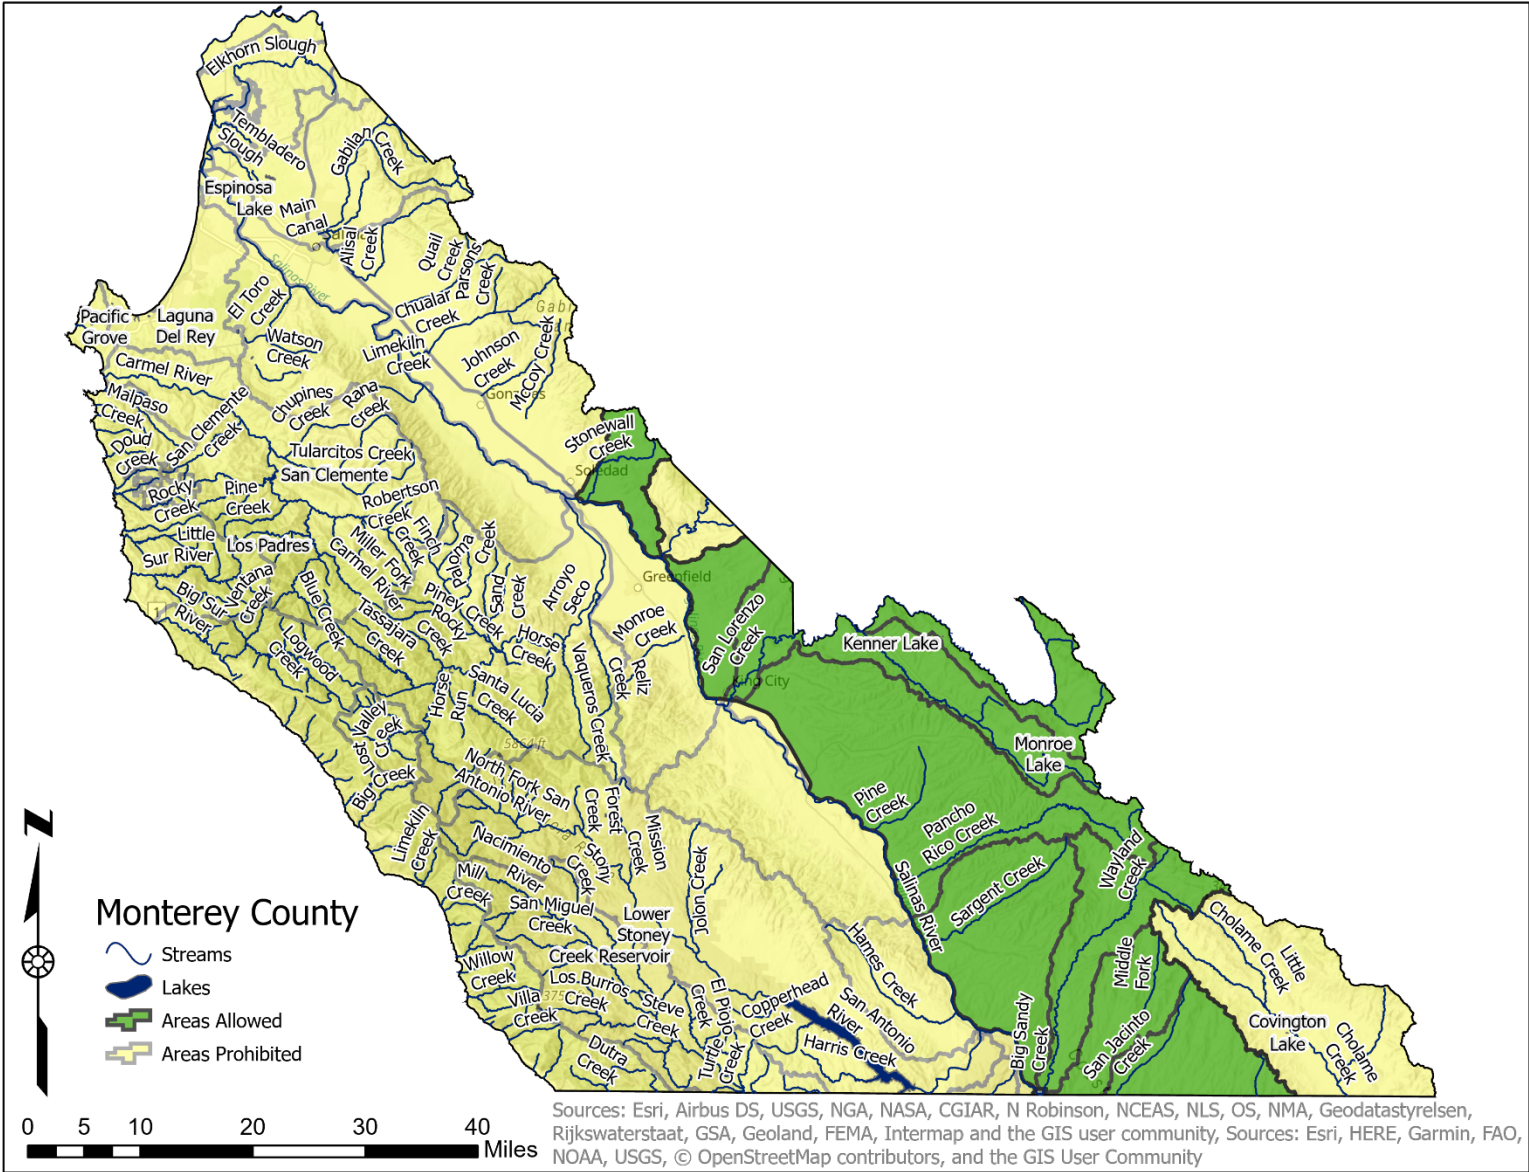 Elkhorn Slough
Tembladero
Slough
Gabilan
Creek
Espinosa
Lake
Main
Canal
Alisal
Creek
Quail
Creek
Parsons
Creek
Salinas River
El Toro
Creek
Chualar
Creek
Pacific
Grove
Laguna
Del Rey
Watson
Creek
Limekiln
Creek
Johnson
Creek
McCoy Creek
Gonzales
Carmel River
Malpaso
Creek
San Clemente
Creek
Chupines
Creek
Rana
Creek
Doud
Creek
Tularcitos Creek
San Clemente
Stonewall
Creek
Soledad
Rocky
Creek
Pine
Creek
Robertson
Creek
Finch
Creek
Little
Sur River
Los Padres
Miller Fork
Carmel River
Paloma
Creek
Sand
Creek
Arroyo
Seco
Greenfield
Big Sur
River
Ventana
Creek
Blue Creek
Tassajara
Creek
Piney Creek
Rocky
Creek
Horse
Creek
Monroe
Creek
San Lorenzo
Creek
Kenner Lake
Logwood
Creek
Vaqueros Creek
Reliz
Creek
King City
Horse
Run
Santa Lucia
Creek
Lost Valley
Creek
5864 ft
Monroe
Lake
Big Creek
North Fork San
Antonio River
Forest
Creek
Mission
Creek
Pine
Creek
Pancho
Rico Creek
Limekiln
Creek
Nacimiento
River
Stony
Creek
Wayland
Creek
Mill
Creek
Jolon Creek
Salinas River
Sargent Creek
San Miguel
Creek
Lower
Stoney
Creek Reservoir
Hames Creek
Middle
Fork
Cholame
Creek
Little
Willow
Creek
Los Burros
Creek
Villa
Creek
Steve
Creek
El Piojo
Creek
Copperhead
Creek
San Antonio
River
Big Sandy
Creek
San Jacinto
Creek
Covington
Lake
Cholame
Creek
Dutra
Creek
Turtle
Creek
Harris Creek
1
N
Monterey County
Streams
Lakes
Areas Allowed
Areas Prohibited
0 5 10 20 30 40
Miles
Sources: Esri, Airbus DS, USGS, NGA, NASA, CGIAR, N Robinson, NCEAS, NLS, OS, NMA, Geodatastyrelsen,
Rijkswaterstaat, GSA, Geoland, FEMA, Intermap and the GIS user community, Sources: Esri, HERE, Garmin, FAO,
NOAA, USGS, © OpenStreetMap contributors, and the GIS User Community